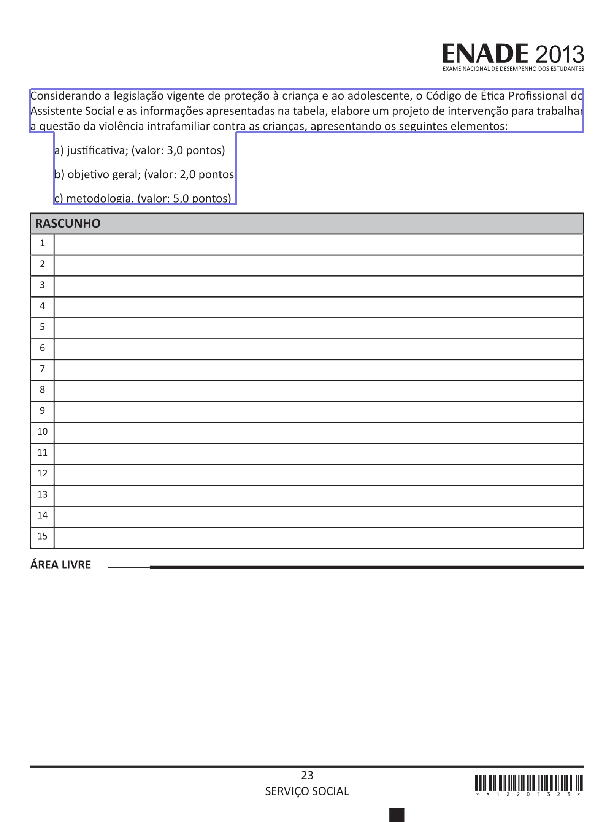 ENADE 2013
EXAME NACIONAL DE DESEMPENHO DOS ESTUDANTES
Considerando a legislação vigente de proteção à criança e ao adolescente, o Código de Ética Profissional do
Assistente Social e as informações apresentadas na tabela, elabore um projeto de intervenção para trabalhar
a questão da violência intrafamiliar contra as crianças, apresentando os seguintes elementos:
a) justificativa; (valor: 3,0 pontos)
b) objetivo geral; (valor: 2,0 pontos
c) metodologia. (valor: 5,0 pontos)
RASCUNHO
1
2
3
4
5
6
7
8
9
10
11
12
13
14
15
ÁREA LIVRE
23
SERVIÇO SOCIAL